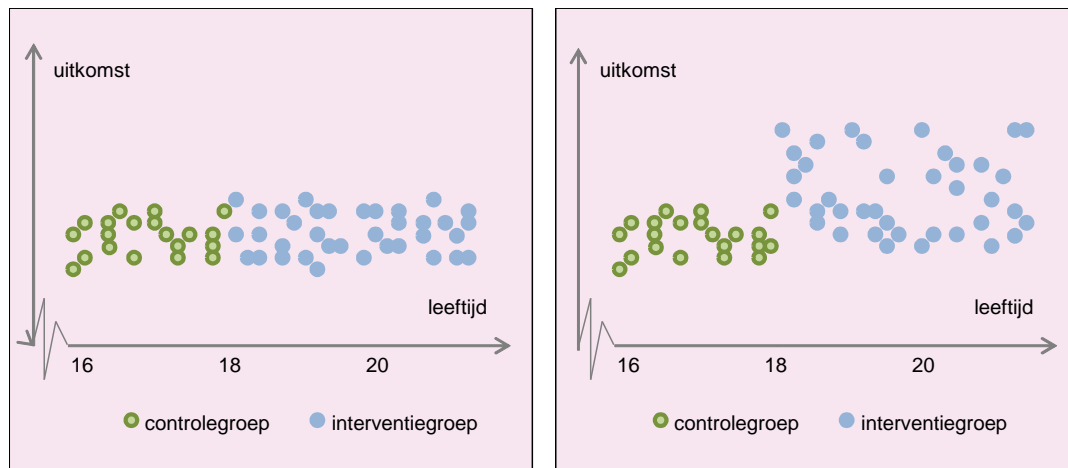 uitkomst
leeftijd
16 18 20
controlegroep interventiegroep
uitkomst
leeftijd
16 18 20
controlegroep interventiegroep